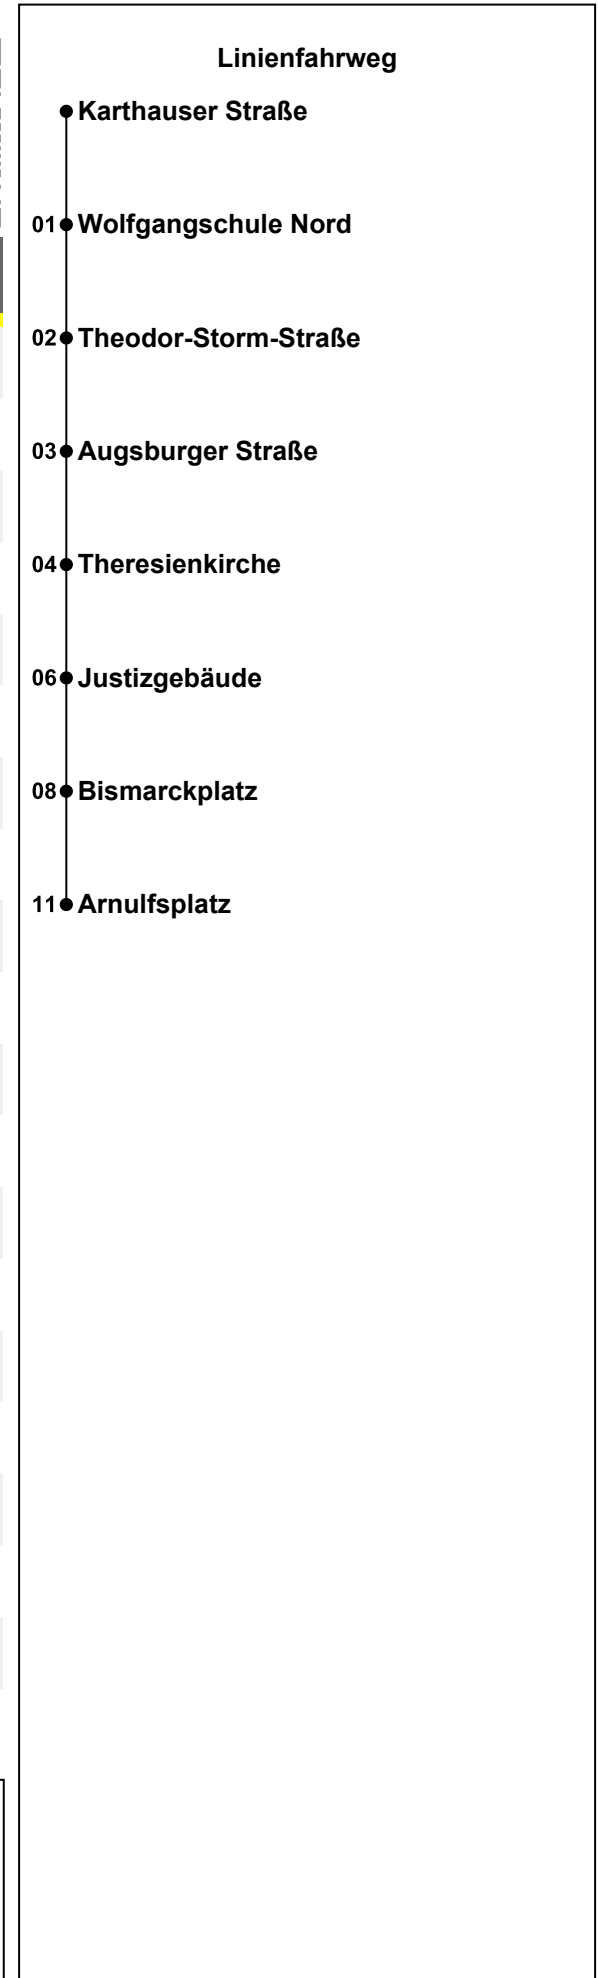 Linienfahrweg
Karthauser Straße
01 Wolfgangschule Nord
02 Theodor-Storm-Straße
03 Augsburger Straße
04 Theresienkirche
06 Justizgebäude
08 Bismarckplatz
11 Arnulfsplatz